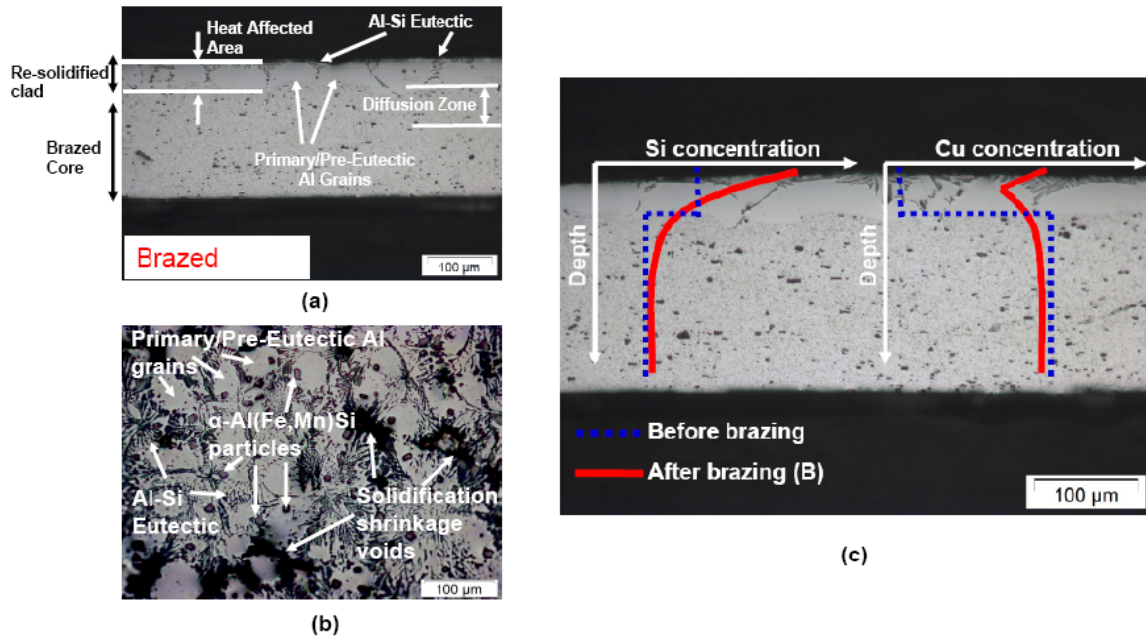 Heat Affected
Area
Al-Si Eutectic
Re-solidified
clad
Diffusion Zone
Brazed
Core
Primary/Pre-Eutectic
Al Grains
Brazed
100 µm
(a)
Primary/Pre-Eutectic Al
grains
α-Al(Fe,Mn)Si
particles
Al-Si
Eutectic
Solidification
shrinkage
voids
100 µm
(b)
Si concentration
Cu concentration
Depth
Depth
Before brazing
After brazing (B)
100 µm
(c)